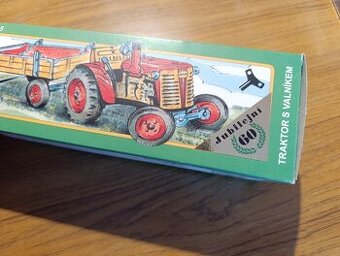 Jubilejní
60
TRAKTOR S VALNÍKEM